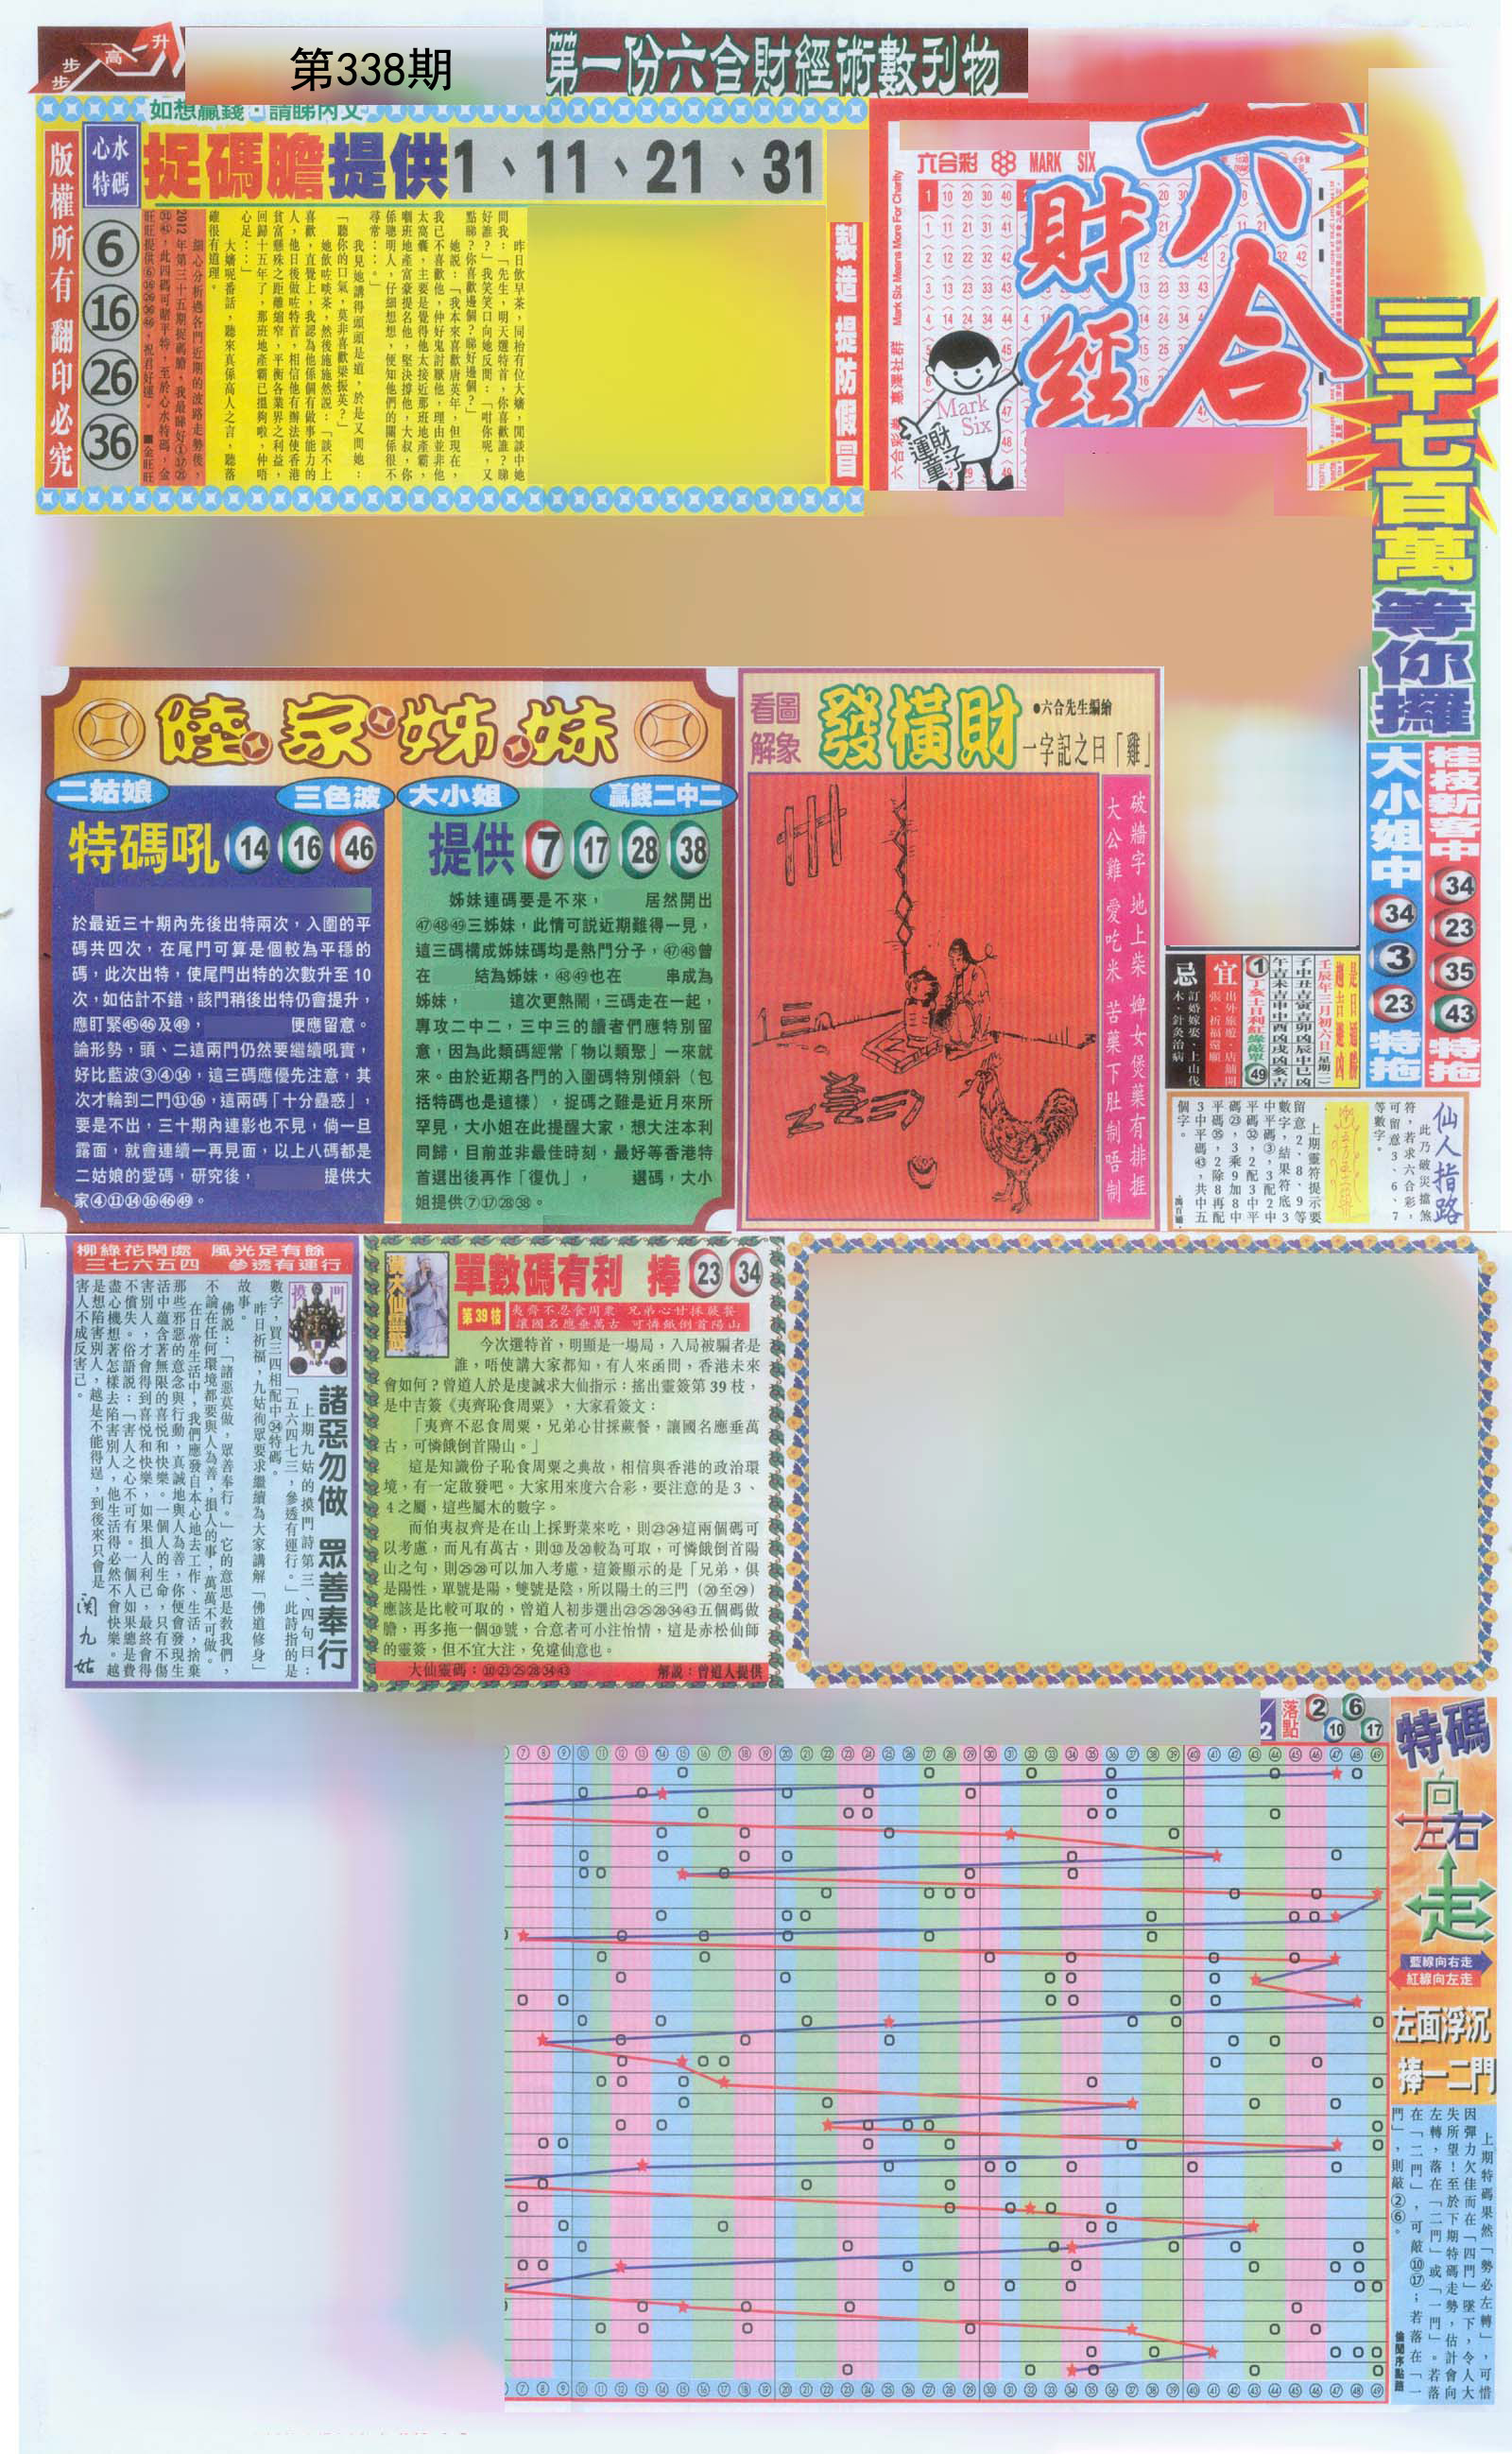 步步高升
第338期
第一份六合財經術數刊物
如想贏錢．請睇內文
版權所有 翻印必究
心水特碼
6
16
26
36
捉碼膽提供1、11、21、31
昨日飲早茶，同枱有位大嬸，閒談中她
問我：「先生，明天選特首，你喜歡誰？睇
好誰？」我笑笑口向她反問：「咁你呢，又
點睇？你喜歡邊個？睇好邊個？」
她說：「我本來喜歡唐英年，但現在，
我已不喜歡他，仲好鬼討厭他，理由並非他
太窩囊，主要是覺得他太接近那班地產霸，
嗰班地產富豪提名他，堅決撐他，大叔，你
係聰明人，仔細想想，便知他們的關係很不
尋常：：。」
我見她講得頭頭是道，於是又問她：
「聽你的口氣，莫非喜歡梁振英？」
她飲啖啖茶，然後施施然說：「談不上
喜歡，直覺上，我認為他係個有做事能力的
人，他日後做咗特首，相信他有辦法使香港
貧富懸殊之距離縮窄，平衡各業界之利益，
回歸十五年了，那班地產霸已搵夠啦，仲唔
心足：：」
大嬸呢番話，聽來真係高人之言，聽落
確很有道理。
細心分析過各門近期的波路走勢後，
2012年第三十五期捉碼膽，我最睇好①⑪㉑
㉛，此四碼可膽平特，至於心水特碼，金
旺旺提供⑥⑯㉖㊱，祝君好運。
■金旺旺
製造 提防假冒
六合彩 MARK SIX
六合財經
Mark Six
運財童子
三千七百萬 等你攞
桂枝新客中 34 23 35 43 特拖
大小姐中 34 3 23 特拖
陸家姊妹
二姑娘 三色波
特碼吼 14 16 46
於最近三十期內先後出特兩次，入圍的平
碼共四次，在尾門可算是個較為平穩的
碼，此次出特，使尾門出特的次數升至 10
次，如估計不錯，該門稍後出特仍會提升，
應盯緊㊺㊻及㊾， 便應留意。
論形勢，頭、二這兩門仍然要繼續吼實，
好比藍波③④⑭，這三碼應優先注意，其
次才輪到二門⑪⑯，這兩碼「十分蠱惑」，
要是不出，三十期內連影也不見，倘一旦
露面，就會連續一再見面，以上八碼都是
二姑娘的愛碼，研究後， 提供大
家④⑪⑭⑯㊻㊾。
大小姐 贏錢二中二
提供 7 17 28 38
姊妹連碼要是不來， 居然開出
㊼㊽㊾三姊妹，此情可說近期難得一見，
這三碼構成姊妹碼均是熱門分子，㊼㊽曾
在 結為姊妹，㊽㊾也在 串成為
姊妹， 這次更熱鬧，三碼走在一起，
專攻二中二，三中三的讀者們應特別留
意，因為此類碼經常「物以類聚」一來就
來。由於近期各門的入圍碼特別傾斜（包
括特碼也是這樣），捉碼之難是近月來所
罕見，大小姐在此提醒大家，想大注本利
同歸，目前並非最佳時刻，最好等香港特
首選出後再作「復仇」， 選碼，大小
姐提供⑦⑰㉘㊳。
看圖解象
發橫財
●六合先生編繪
一字記之曰「雞」
破牆字 地上柴 婢女煲藥有排捱
大公雞 愛吃米 苦藥下肚制唔制
是日通勝
趨吉避凶
壬辰年三月初六日（星期二）
宜 出外旅遊．店舖開張．祈福還願
忌 訂婚嫁娶．上山伐木．針灸治病
仙人指路
此乃破災擋煞
符，若求六合彩，
可留意3、6、7
等數字。
上期靈符提示要
留意2、8、9等
數字，結果符底3
中平碼③，3配2中
平碼㉜，2配3中平
碼㉓，3乘9加8中
平碼㉟，2除8再配
3中平碼㊸，共中五
個字。
柳綠花開處 風光足有餘
三七六五四 參透有運行
摸門
諸惡勿做 眾善奉行
上期九姑的摸門詩第三、四句曰：
「五六四七三，參透有運行。」此詩指的是
數字，買三四相配中㉞特碼。
昨日祈福，九姑徇眾要求繼續為大家講解「佛道修身」
故事。
佛說：「諸惡莫做，眾善奉行。」它的意思是教我們，
不論在任何環境都要與人為善，損人的事，萬萬不可做。
在日常生活中，我們應發自本心地去工作、生活，捨棄
那些邪惡的意念與行動，真誠地與人為善，你便會發現生
活中蘊含著無限的喜悅和快樂。一個人的生命，只有不傷
害別人，才會得到喜悅和快樂，如果損人利己，最終會得
不償失。俗語說：「害人之心不可有。一個人如果總是費
盡心機想著怎樣去陷害別人，他生活得必然不會快樂。越
是想陷害別人，越是不能得逞，到後來只會是
害人不成反害己。
閔九姑
黃大仙靈簽
單數碼有利 捧 23 34
第39枝
夷齊不忍食周粟 兄弟心甘採蕨餐
讓國名應垂萬古 可憐餓倒首陽山
今次選特首，明顯是一場局，入局被騙者是
誰，唔使講大家都知，有人來函問，香港未來
會如何？曾道人於是虔誠求大仙指示：搖出靈簽第 39 枝，
是中吉簽《夷齊恥食周粟》，大家看簽文：
「夷齊不忍食周粟，兄弟心甘採蕨餐，讓國名應垂萬
古，可憐餓倒首陽山。」
這是知識份子恥食周粟之典故，相信與香港的政治環
境，有一定啟發吧。大家用來度六合彩，要注意的是 3 、
4 之屬，這些屬木的數字。
而伯夷叔齊是在山上採野菜來吃，則㉓㉔這兩個碼可
以考慮，而凡有萬古，則⑩及⑳較為可取，可憐餓倒首陽
山之句，則㉕㉘可以加入考慮，這簽顯示的是「兄弟，俱
是陽性，單號是陽，雙號是陰，所以陽土的三門（⑳至㉙）
應該是比較可取的，曾道人初步選出㉓㉕㉘㉞㊸五個碼做
膽，再多拖一個⑩號，合意者可小注怡情，這是赤松仙師
的靈簽，但不宜大注，免違仙意也。
大仙靈碼：⑩㉓㉕㉘㉞㊸ 解說：曾道人提供
落點 2 6 10 17
特碼向左右走
藍線向右走
紅線向左走
左面浮沉
捧一二門
上期特碼果然「勢必左轉」，可惜
因彈力欠佳而在「四門」墜下，令人大
失所望！至於下期特碼走勢，估計會向
左轉，落在「二門」或「一門」。若落
在「二門」，可敲⑩⑰；若落在「一
門」，則敲②⑥。